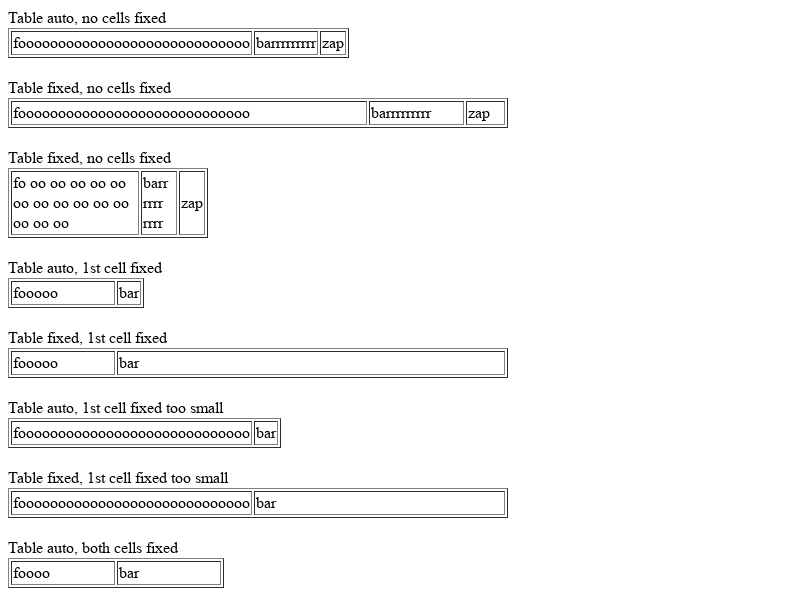 Table auto, no cells fixed
fooooooooooooooooooooooooooooo barrrrrrrrr zap
Table fixed, no cells fixed
fooooooooooooooooooooooooooooo barrrrrrrrr zap
Table fixed, no cells fixed
fo oo oo oo oo oo barr
oo oo oo oo oo oo rrrr zap
oo oo oo rrrr
Table auto, 1st cell fixed
fooooo bar
Table fixed, 1st cell fixed
fooooo bar
Table auto, 1st cell fixed too small
fooooooooooooooooooooooooooooo bar
Table fixed, 1st cell fixed too small
fooooooooooooooooooooooooooooo bar
Table auto, both cells fixed
foooo bar